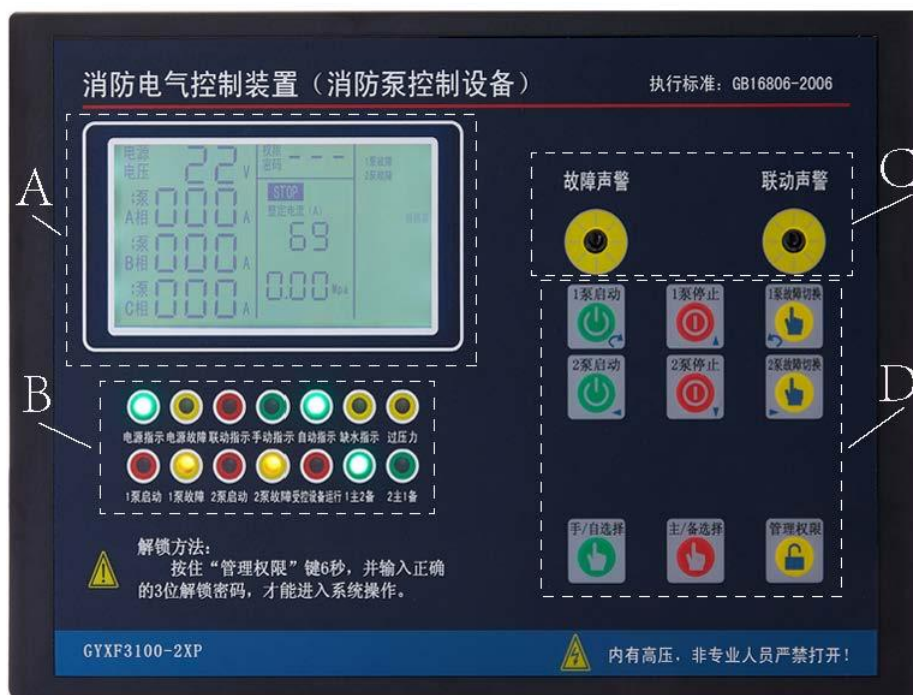 消防电气控制装置（消防泵控制设备）
执行标准：GB16806-2006
A
电源
电压 22 V
权限
密码 ---
1泵故障
2泵故障
1泵
A相 000 A
STOP
整定电流（A）
69
1泵
B相 000 A
0.00 Mpa
1泵
C相 000 A
C
故障声警 联动声警
1泵启动 1泵停止 1泵故障切换
2泵启动 2泵停止 2泵故障切换
D
手/自选择 主/备选择 管理权限
B
电源指示 电源故障 联动指示 手动指示 自动指示 缺水指示 过压力
1泵启动 1泵故障 2泵启动 2泵故障 受控设备运行 1主2备 2主1备
解锁方法：
按住“管理权限”键6秒，并输入正确
的3位解锁密码，才能进入系统操作。
GYXF3100-2XP
内有高压，非专业人员严禁打开！